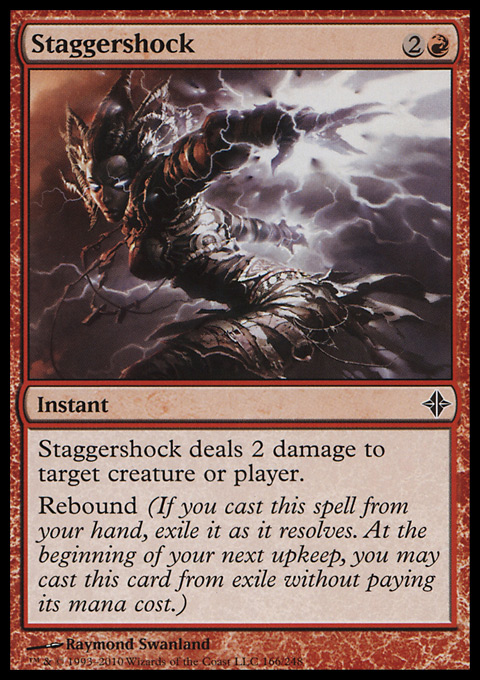 Staggershock 2
Instant
Staggershock deals 2 damage to
target creature or player.
Rebound (If you cast this spell from
your hand, exile it as it resolves. At the
beginning of your next upkeep, you may
cast this card from exile without paying
its mana cost.)
Raymond Swanland
™ & © 1993–2010 Wizards of the Coast LLC 166/248